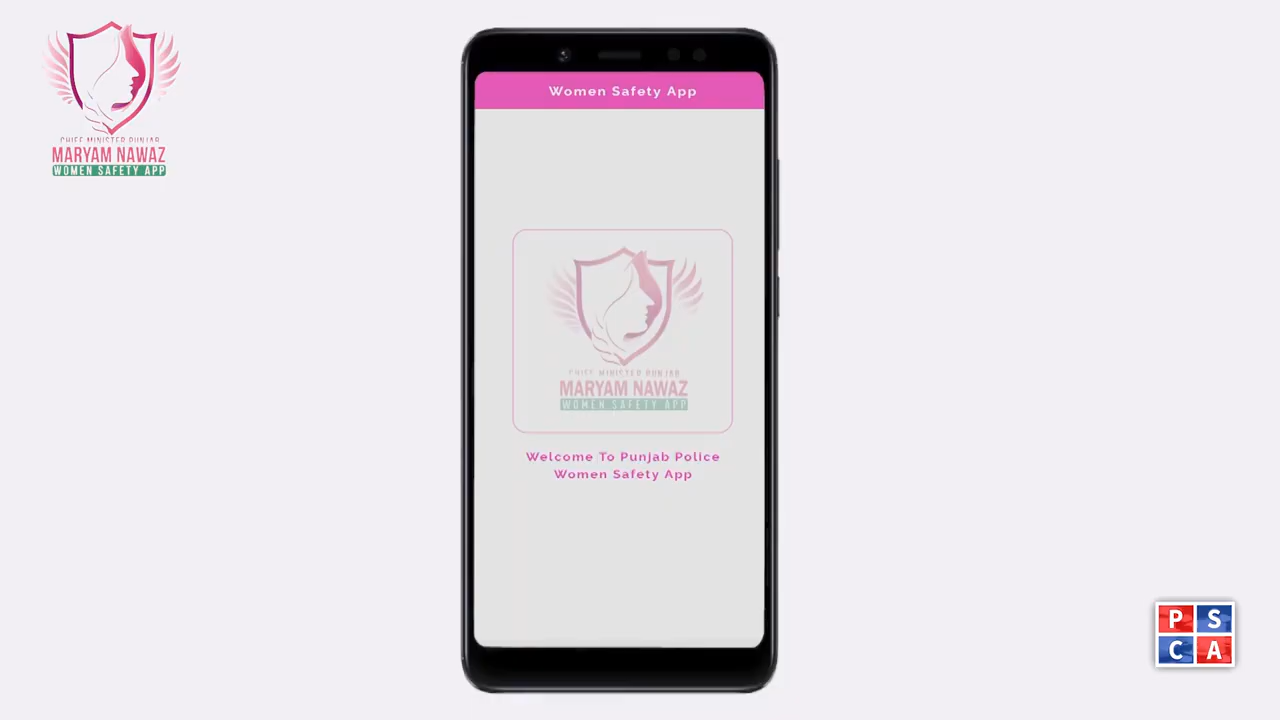 CHIEF MINISTER PUNJAB
MARYAM NAWAZ
WOMEN SAFETY APP
Women Safety App
CHIEF MINISTER PUNJAB
MARYAM NAWAZ
WOMEN SAFETY APP
Welcome To Punjab Police
Women Safety App
P S
C A